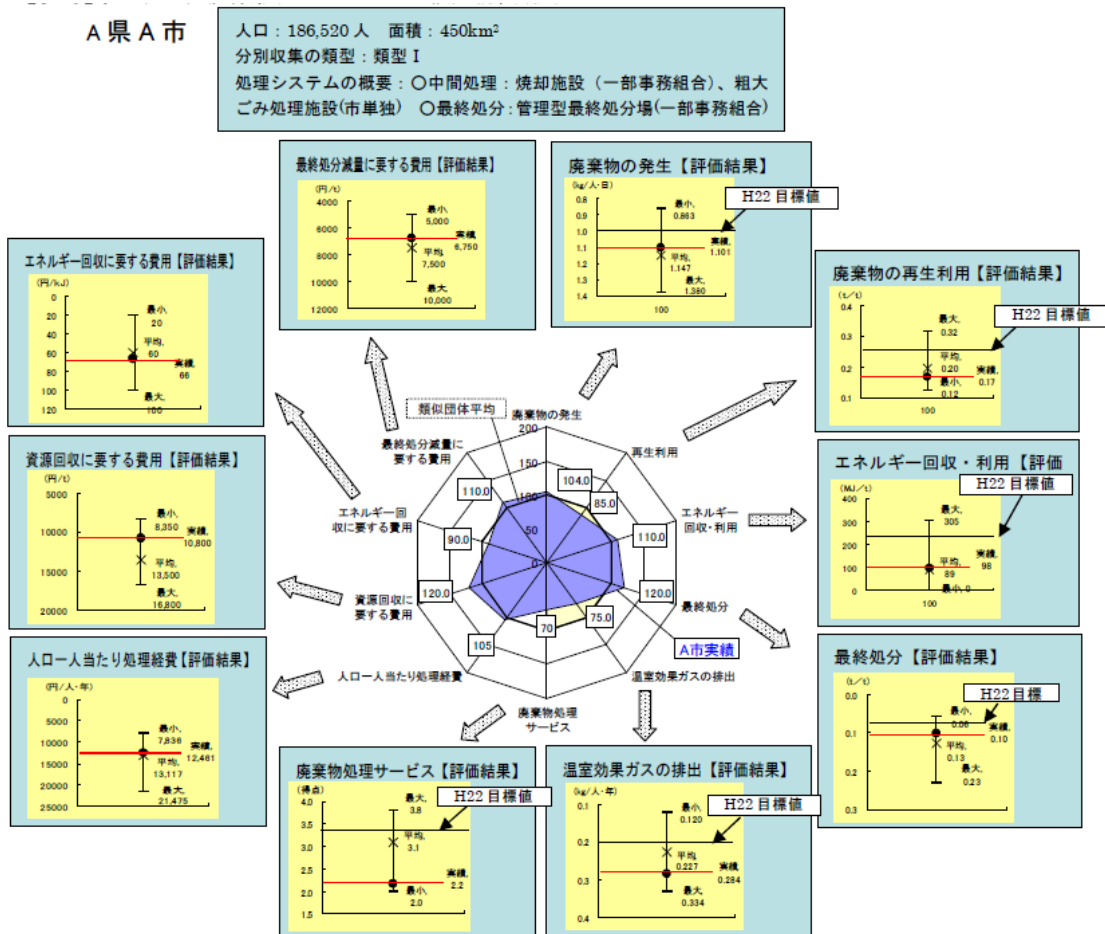 A県A市
人口：186,520人　面積：450km²
分別収集の類型：類型Ⅰ
処理システムの概要：○中間処理：焼却施設（一部事務組合）、粗大
ごみ処理施設(市単独)　○最終処分：管理型最終処分場(一部事務組合)
最終処分減量に要する費用【評価結果】
(円/t)
4000
6000
8000
10000
12000
最小,
5,000
実績,
6,750
平均,
7,500
最大,
10,000
廃棄物の発生【評価結果】
(kg/人・日)
H22目標値
0.8
0.9
1.0
1.1
1.2
1.3
1.4
最小,
0.863
実績,
1.101
平均,
1.147
最大,
1.380
100
エネルギー回収に要する費用【評価結果】
(円/kJ)
0
20
40
60
80
100
120
最小,
20
平均,
60
実績,
66
最大,
100
廃棄物の再生利用【評価結果】
(t/t)
H22目標値
0.4
0.3
0.2
0.1
最大,
0.32
平均,
0.20
実績,
0.17
最小,
0.12
100
資源回収に要する費用【評価結果】
(円/t)
5000
10000
15000
20000
最小,
8,350
実績,
10,800
平均,
13,500
最大,
16,800
エネルギー回収・利用【評価
(MJ/t)
H22目標値
400
300
200
100
0
最大,
305
平均,
89
実績,
98
最小, 0
100
類似団体平均
廃棄物の発生
再生利用
エネルギー
回収・利用
最終処分
温室効果ガスの排出
廃棄物処理
サービス
人口一人当たり処理経費
資源回収に
要する費用
エネルギー回
収に要する費用
最終処分減量に
要する費用
200
150
100
50
0
104.0
85.0
110.0
120.0
75.0
70
105
120.0
90.0
110.0
A市実績
人口一人当たり処理経費【評価結果】
(円/人・年)
0
5000
10000
15000
20000
25000
最小,
7,836
実績,
12,461
平均,
13,117
最大,
21,475
最終処分【評価結果】
(t/t)
H22目標
0.0
0.1
0.2
0.3
最小,
0.06
実績,
0.10
平均,
0.13
最大,
0.23
廃棄物処理サービス【評価結果】
(得点)
H22目標値
4.0
3.5
3.0
2.5
2.0
1.5
最大,
3.8
平均,
3.1
実績,
2.2
最小,
2.0
温室効果ガスの排出【評価結果】
(kg/人・年)
H22目標値
0.1
0.2
0.3
0.4
最小,
0.120
平均,
0.227
実績,
0.284
最大,
0.334